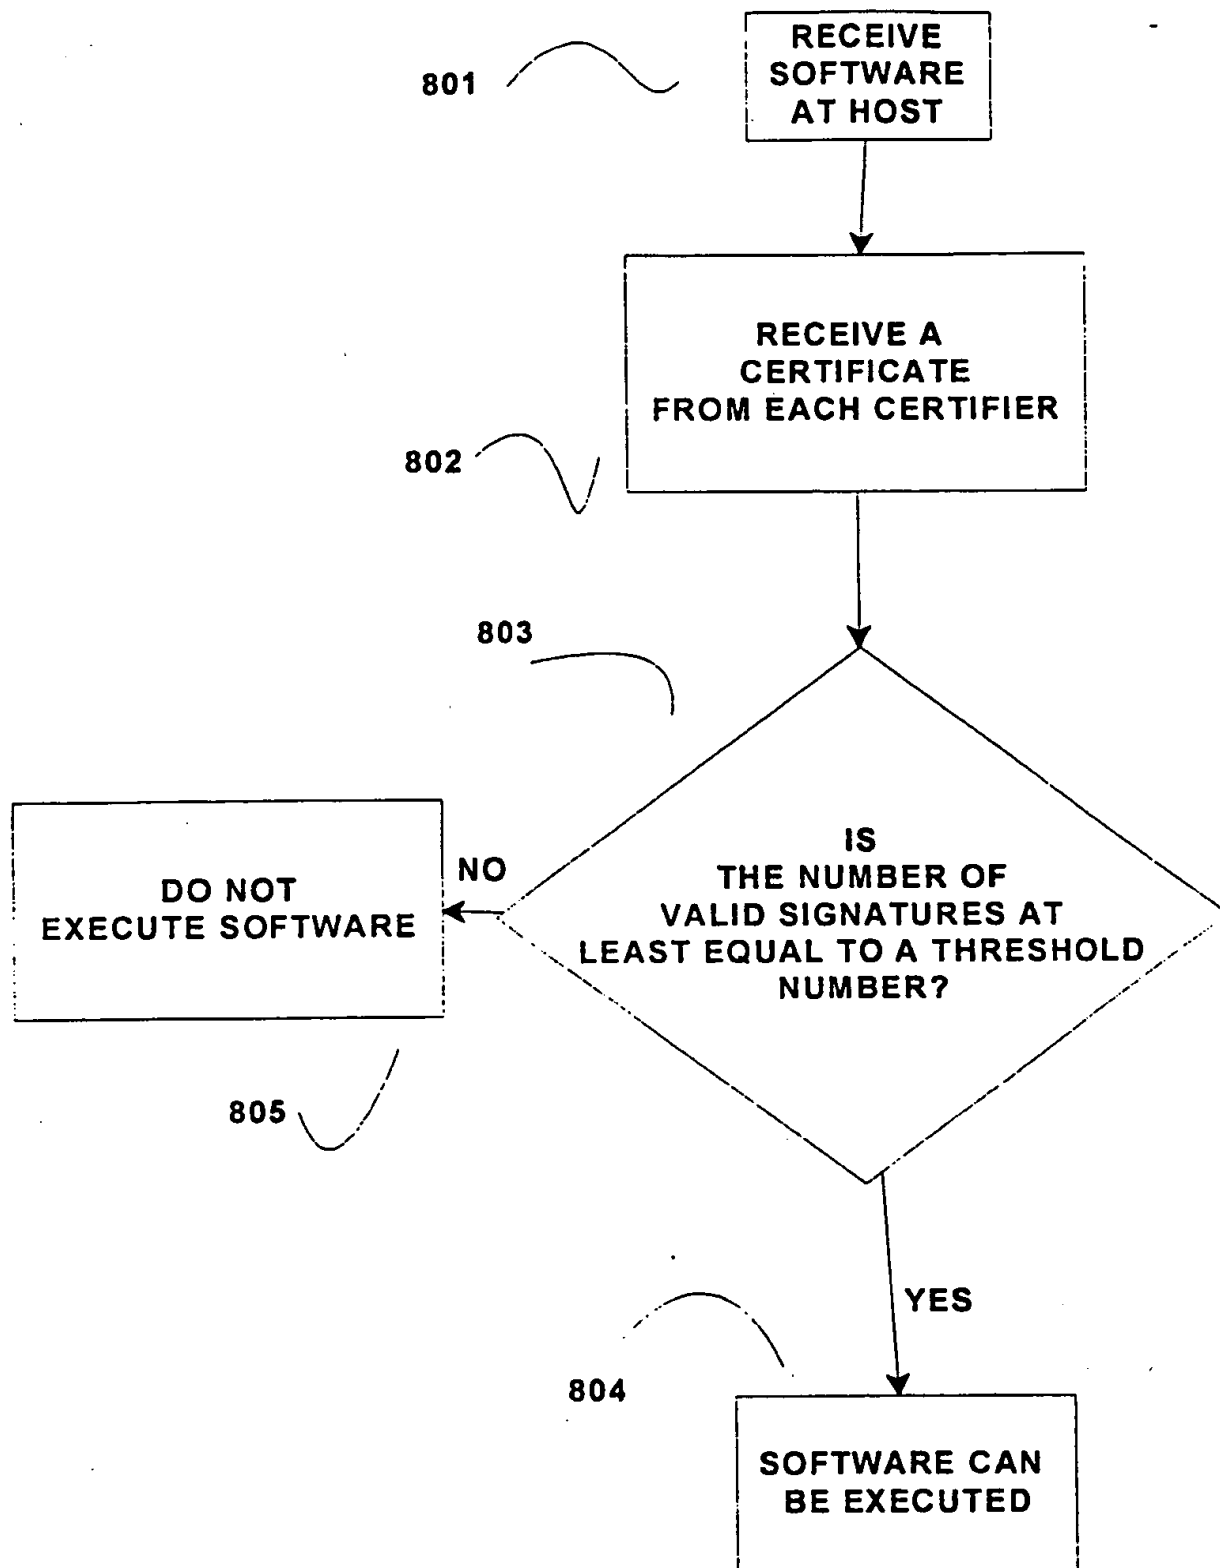 RECEIVE
SOFTWARE
AT HOST
801
RECEIVE A
CERTIFICATE
FROM EACH CERTIFIER
802
803
IS
THE NUMBER OF
VALID SIGNATURES AT
LEAST EQUAL TO A THRESHOLD
NUMBER?
NO
DO NOT
EXECUTE SOFTWARE
805
YES
804
SOFTWARE CAN
BE EXECUTED